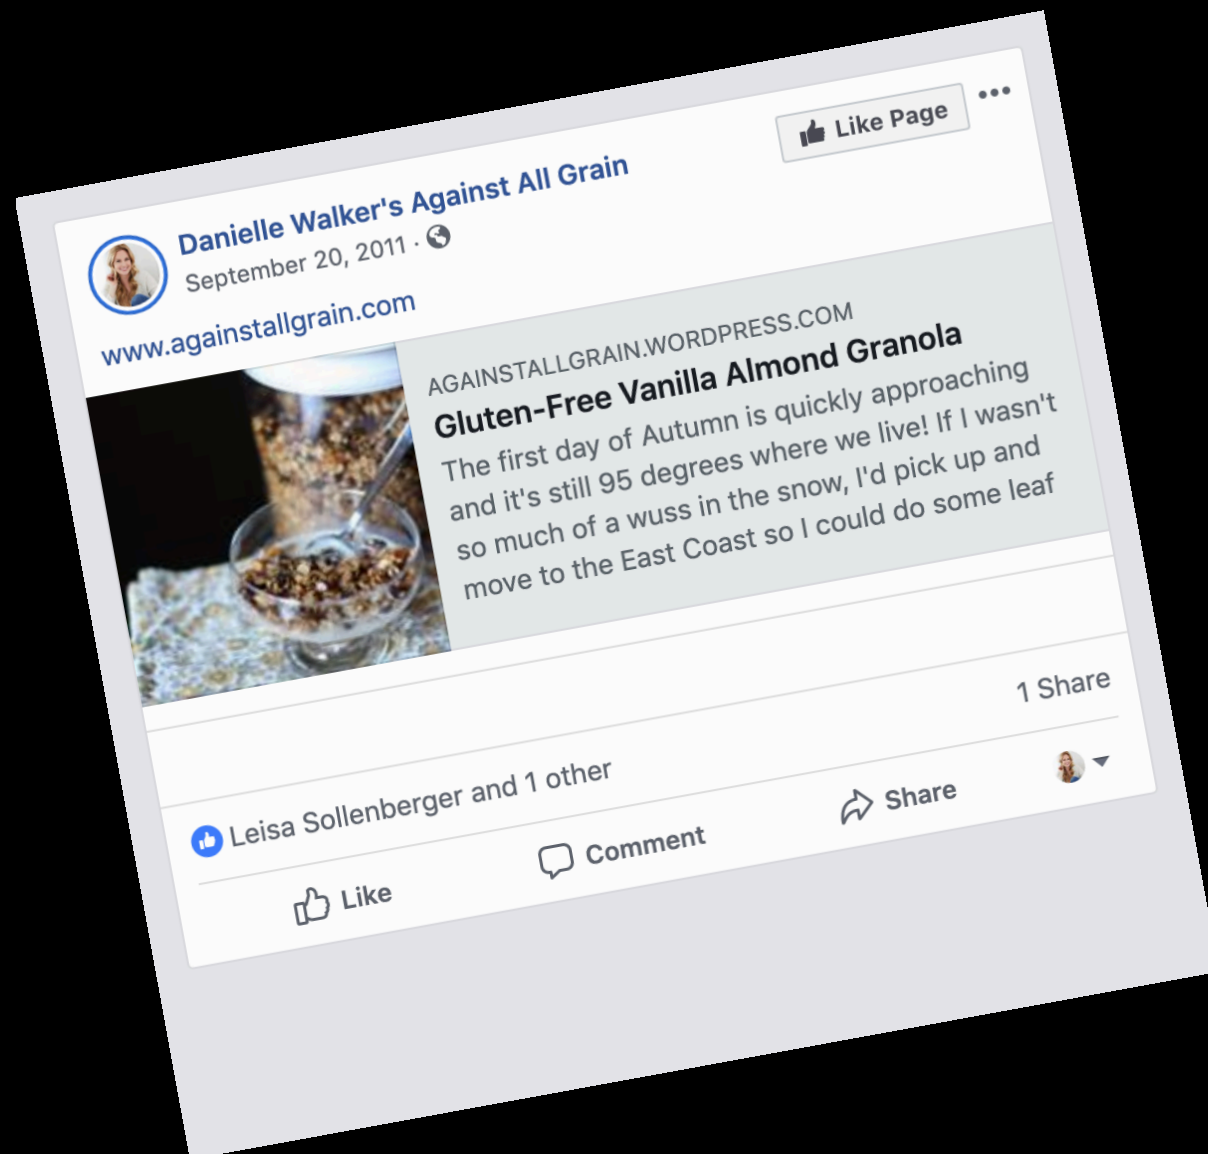 Like Page
Danielle Walker's Against All Grain
September 20, 2011 ·
www.againstallgrain.com
AGAINSTALLGRAIN.WORDPRESS.COM
Gluten-Free Vanilla Almond Granola
The first day of Autumn is quickly approaching
and it's still 95 degrees where we live! If I wasn't
so much of a wuss in the snow, I'd pick up and
move to the East Coast so I could do some leaf
1 Share
Leisa Sollenberger and 1 other
Like
Comment
Share